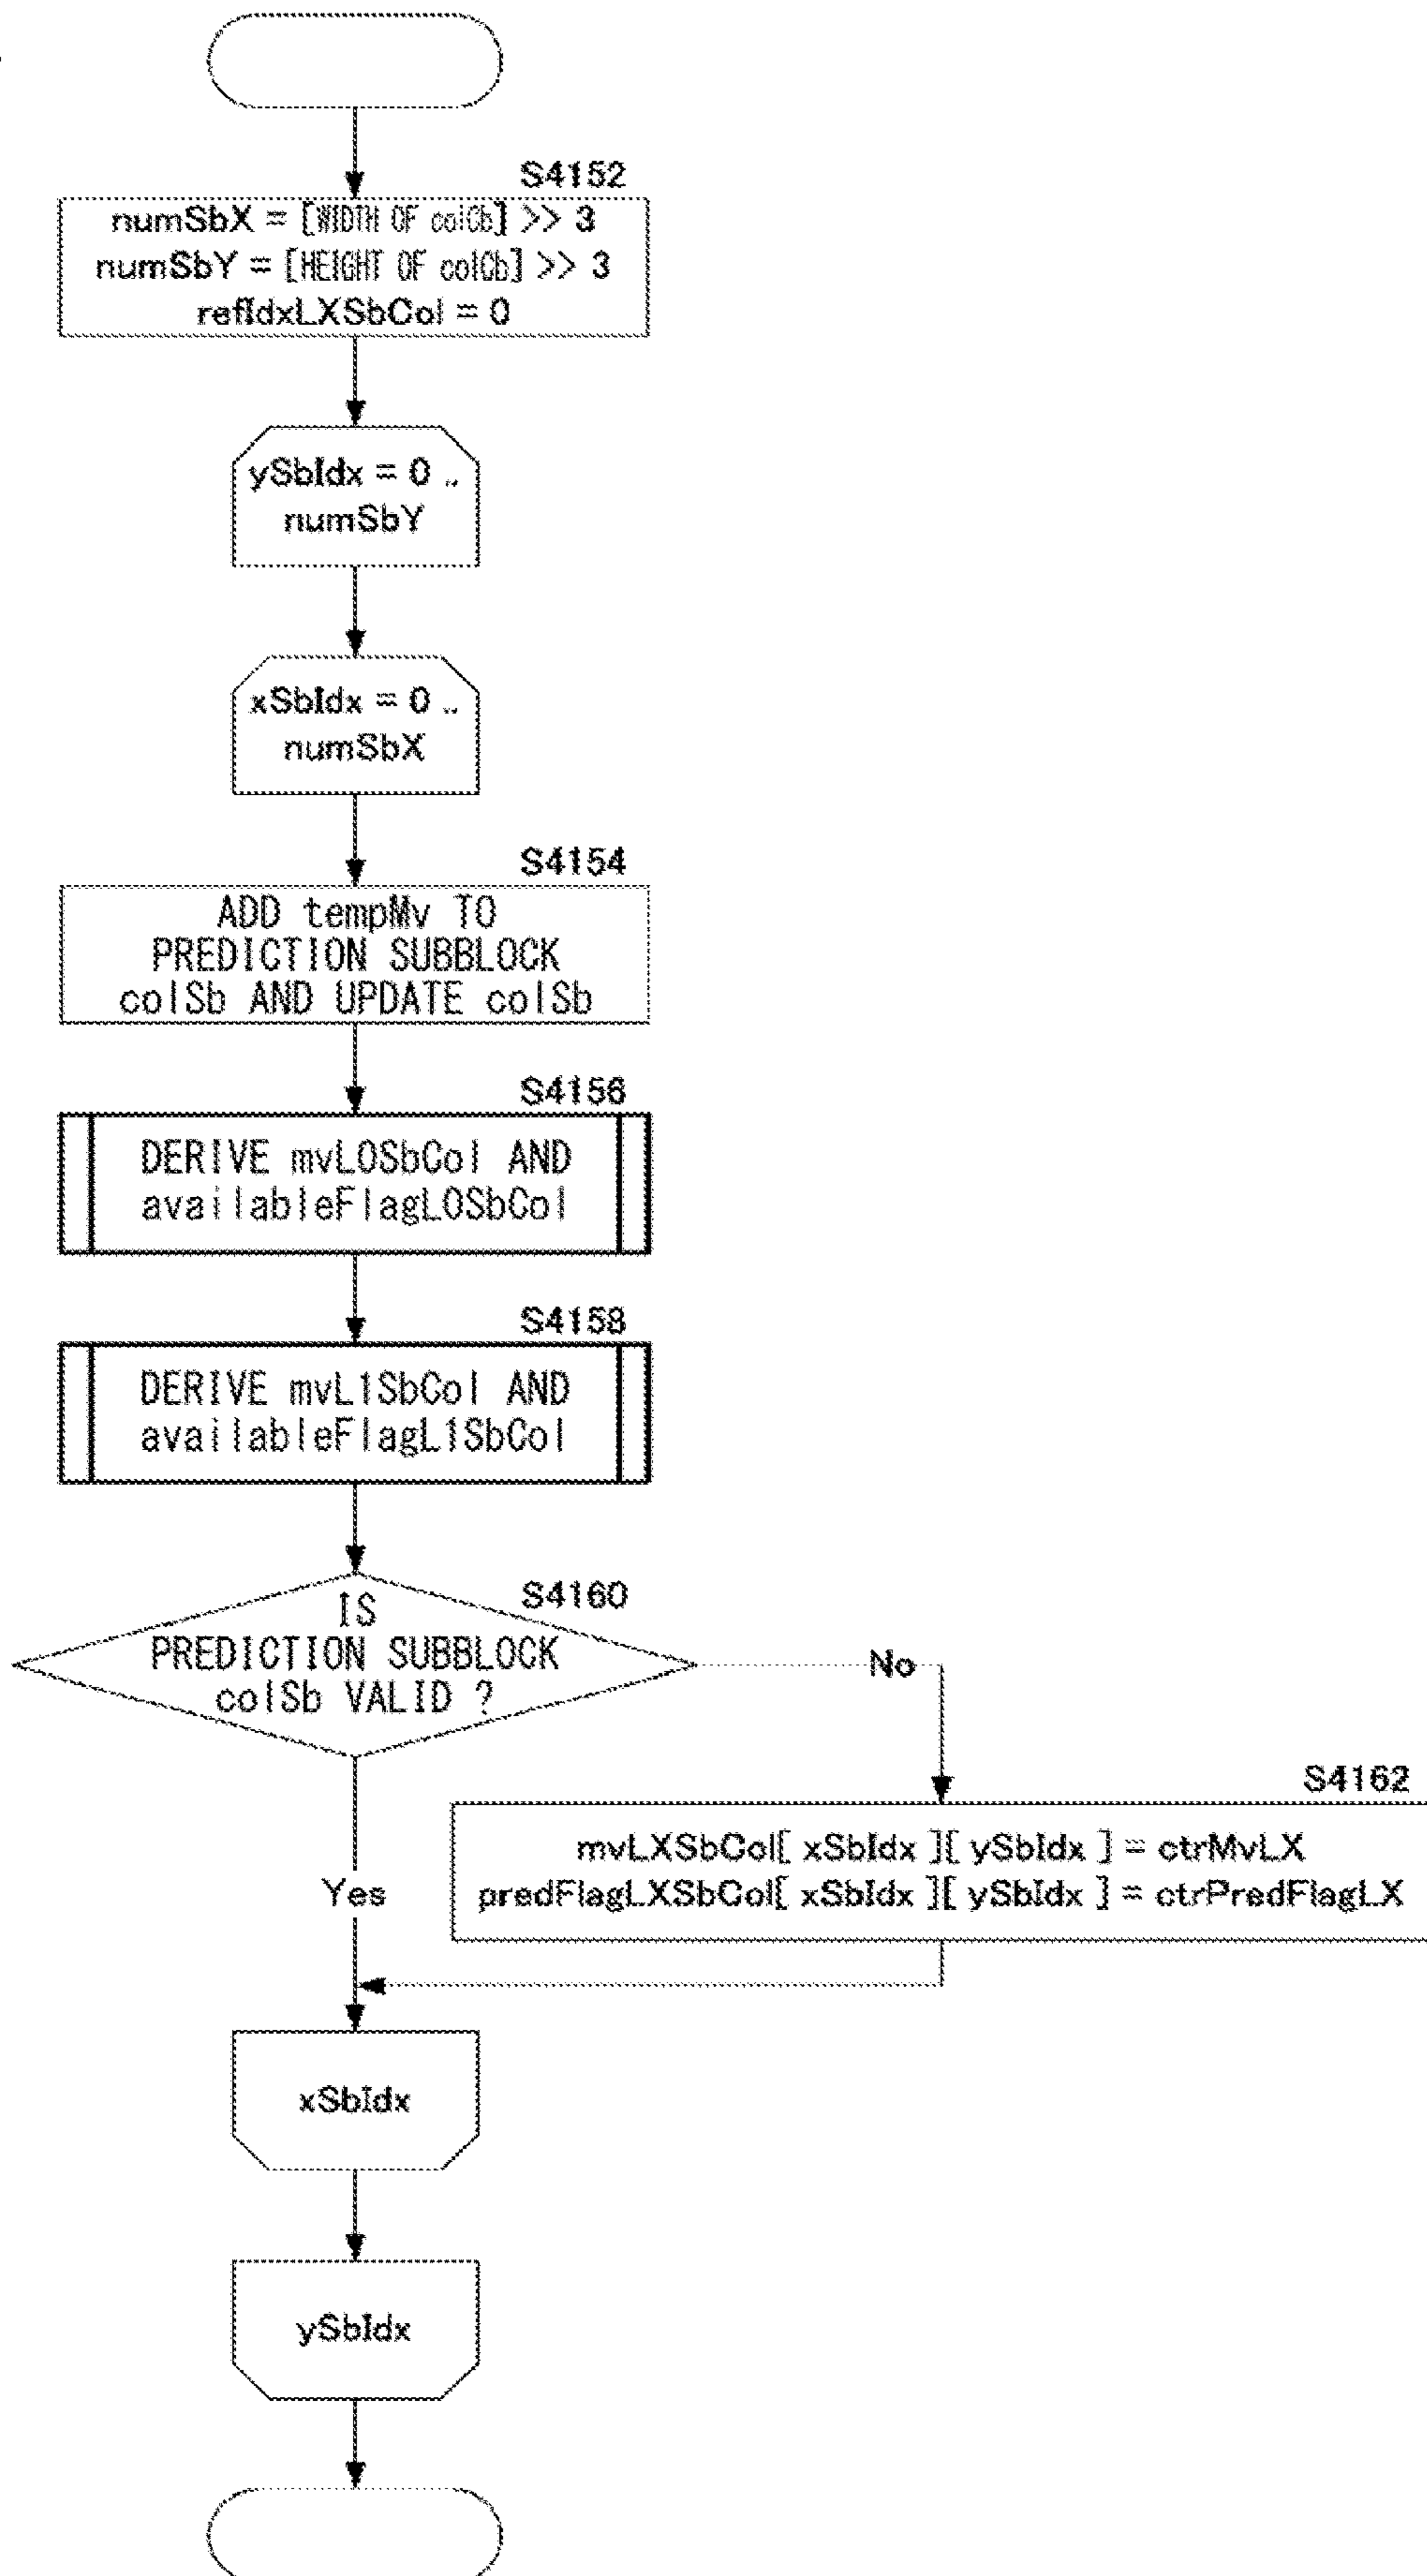 S4152
numSbX = [WIDTH OF colCb] >> 3
numSbY = [HEIGHT OF colCb] >> 3
refIdxLXSbCol = 0
ySbIdx = 0 ..
numSbY
xSbIdx = 0 ..
numSbX
S4154
ADD tempMv TO
PREDICTION SUBBLOCK
colSb AND UPDATE colSb
S4156
DERIVE mvL0SbCol AND
availableFlagL0SbCol
S4158
DERIVE mvL1SbCol AND
availableFlagL1SbCol
S4160
IS
PREDICTION SUBBLOCK
colSb VALID ?
No
S4162
mvLXSbCol[ xSbIdx ][ ySbIdx ] = ctrMvLX
predFlagLXSbCol[ xSbIdx ][ ySbIdx ] = ctrPredFlagLX
Yes
xSbIdx
ySbIdx